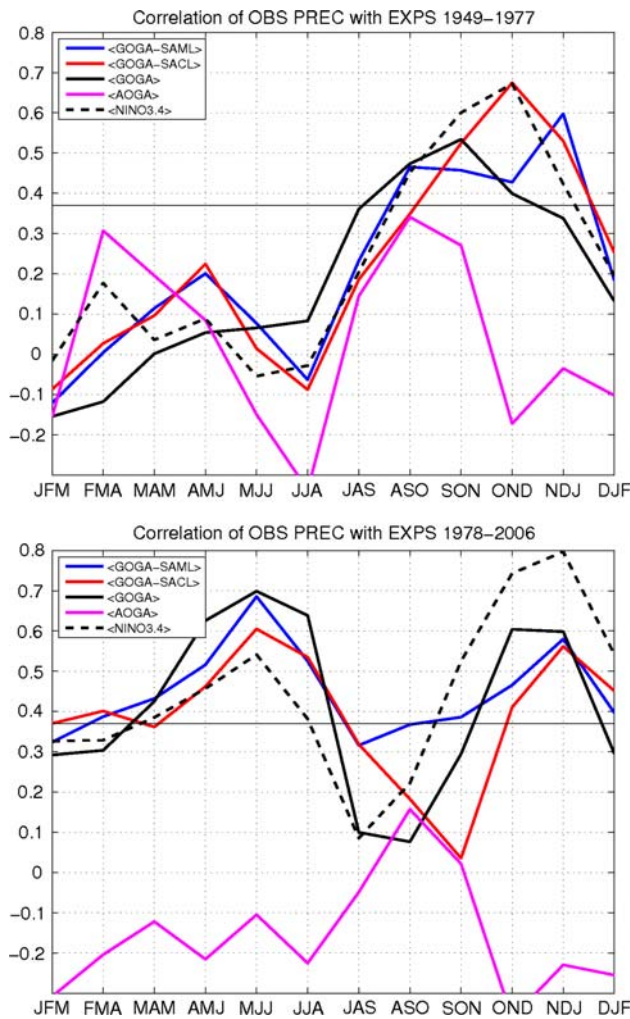 Correlation of OBS PREC with EXPS 1949−1977
0.8
0.7
0.6
0.5
0.4
0.3
0.2
0.1
0
−0.1
−0.2
<GOGA−SAML>
<GOGA−SACL>
<GOGA>
<AOGA>
<NINO3.4>
JFM FMA MAM AMJ MJJ JJA JAS ASO SON OND NDJ DJF
Correlation of OBS PREC with EXPS 1978−2006
0.8
0.7
0.6
0.5
0.4
0.3
0.2
0.1
0
−0.1
−0.2
<GOGA−SAML>
<GOGA−SACL>
<GOGA>
<AOGA>
<NINO3.4>
JFM FMA MAM AMJ MJJ JJA JAS ASO SON OND NDJ DJF